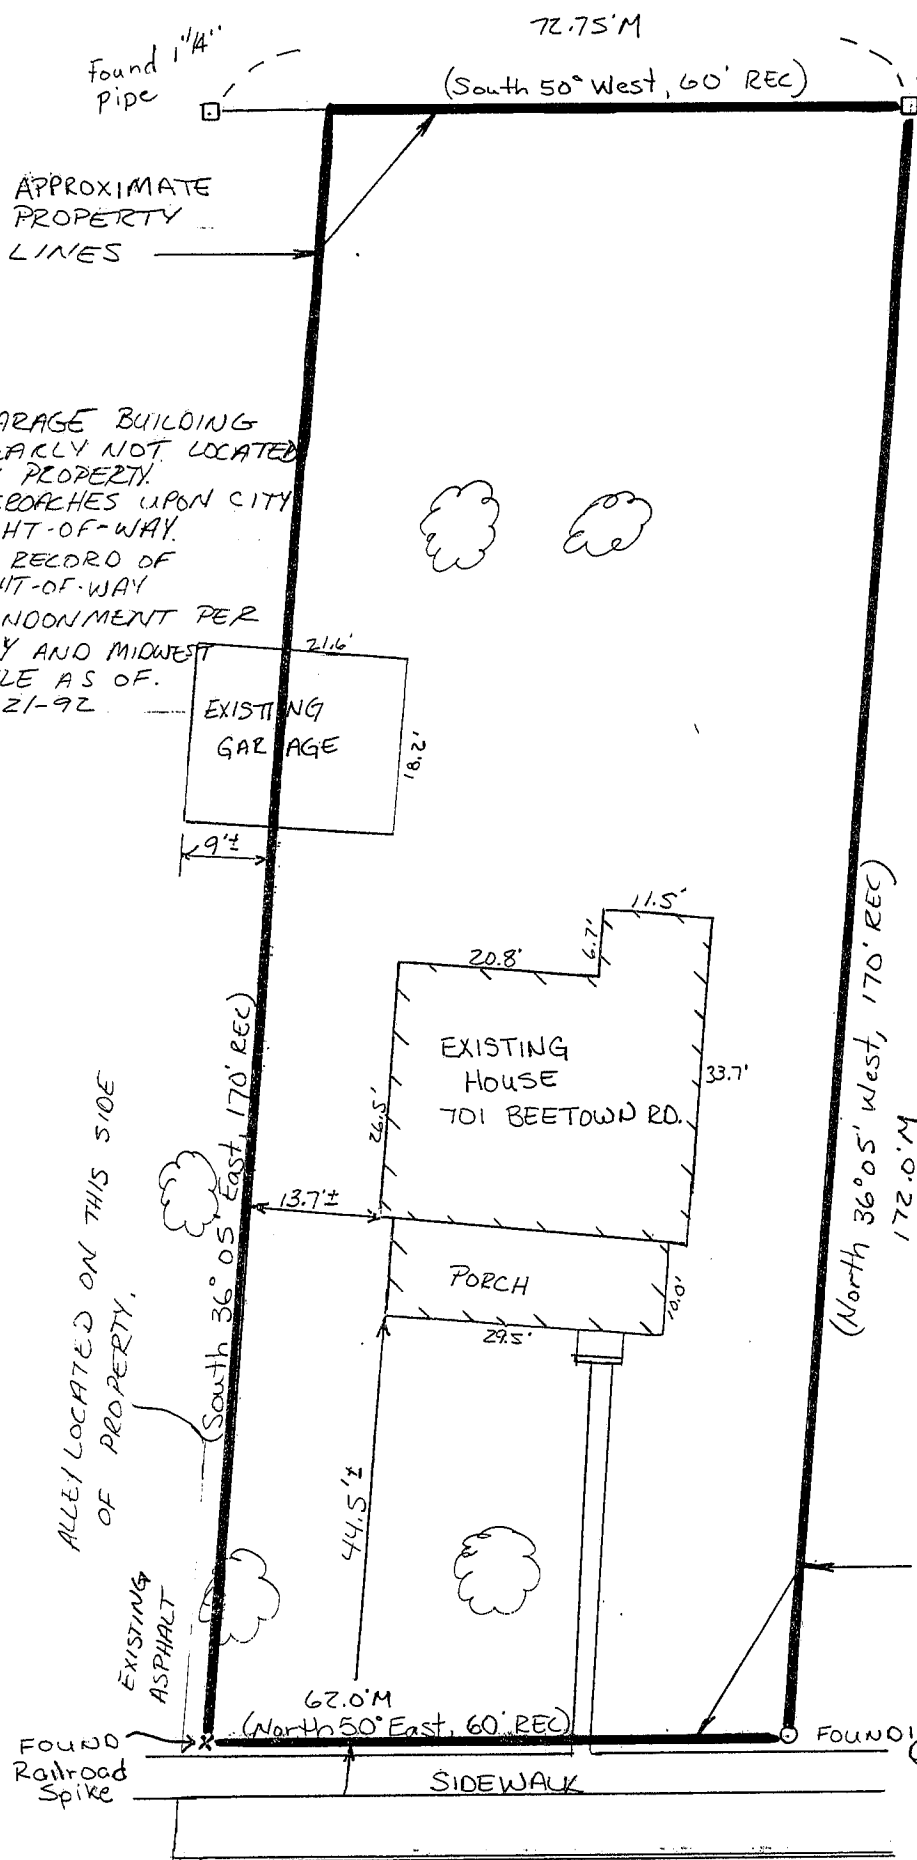 72.75'M
Found 1"/4"
pipe
(South 50° West, 60' REC)
APPROXIMATE
PROPERTY
LINES
ARAGE BUILDING
ARLY NOT LOCATED
PROPERTY.
ROACHES UPON CITY
HT-OF-WAY.
RECORD OF
HT-OF-WAY
NDONMENT PER
Y AND MIDWEST
LE AS OF.
21-92
21.6'
EXISTING
GARAGE
18.2'
9'±
11.5'
6.7'
20.8'
EXISTING
HOUSE
701 BEETOWN RD.
33.7'
26.5'
(South 36°05' East, 170' REC)
(North 36°05' West, 170' REC)
172.0'M
ALLEY LOCATED ON THIS SIDE
OF PROPERTY.
13.7'±
PORCH
10.0'
29.5'
44.5'±
EXISTING
ASPHALT
62.0'M
(North 50° East, 60' REC)
FOUND
Railroad
Spike
FOUND
SIDEWALK